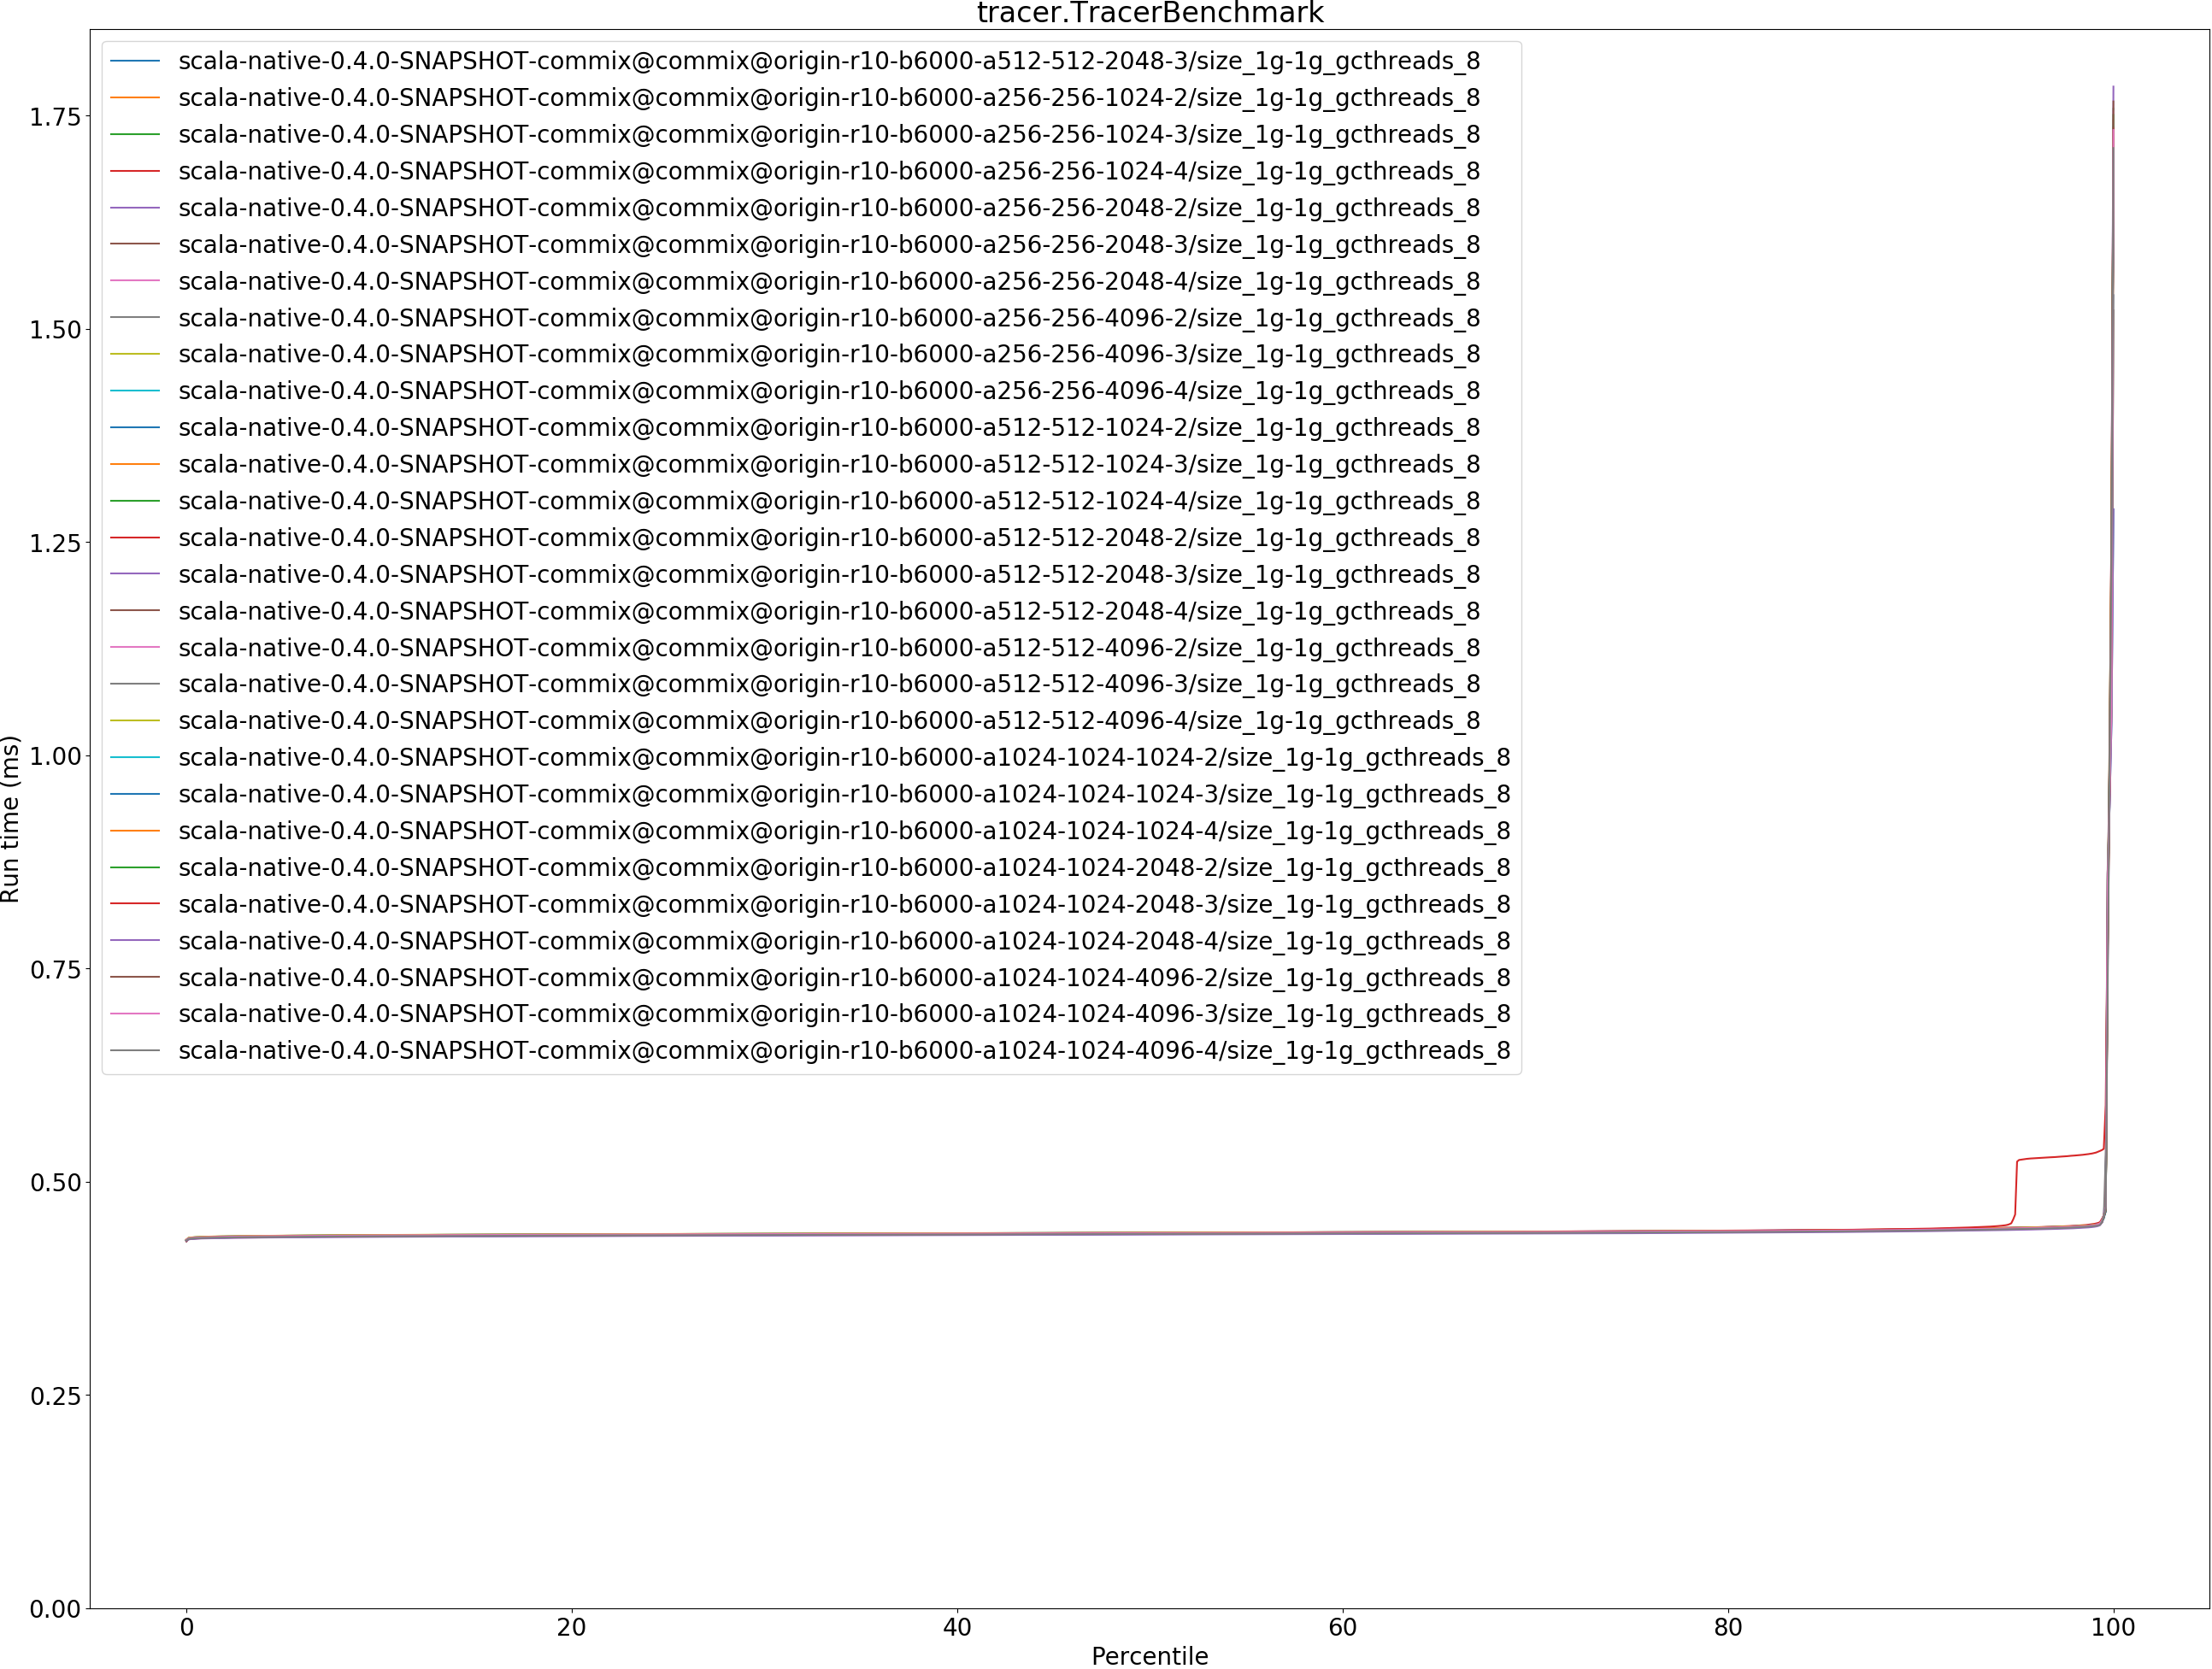 tracer.TracerBenchmark
scala-native-0.4.0-SNAPSHOT-commix@commix@origin-r10-b6000-a512-512-2048-3/size_1g-1g_gcthreads_8
scala-native-0.4.0-SNAPSHOT-commix@commix@origin-r10-b6000-a256-256-1024-2/size_1g-1g_gcthreads_8
scala-native-0.4.0-SNAPSHOT-commix@commix@origin-r10-b6000-a256-256-1024-3/size_1g-1g_gcthreads_8
scala-native-0.4.0-SNAPSHOT-commix@commix@origin-r10-b6000-a256-256-1024-4/size_1g-1g_gcthreads_8
scala-native-0.4.0-SNAPSHOT-commix@commix@origin-r10-b6000-a256-256-2048-2/size_1g-1g_gcthreads_8
scala-native-0.4.0-SNAPSHOT-commix@commix@origin-r10-b6000-a256-256-2048-3/size_1g-1g_gcthreads_8
scala-native-0.4.0-SNAPSHOT-commix@commix@origin-r10-b6000-a256-256-2048-4/size_1g-1g_gcthreads_8
scala-native-0.4.0-SNAPSHOT-commix@commix@origin-r10-b6000-a256-256-4096-2/size_1g-1g_gcthreads_8
scala-native-0.4.0-SNAPSHOT-commix@commix@origin-r10-b6000-a256-256-4096-3/size_1g-1g_gcthreads_8
scala-native-0.4.0-SNAPSHOT-commix@commix@origin-r10-b6000-a256-256-4096-4/size_1g-1g_gcthreads_8
scala-native-0.4.0-SNAPSHOT-commix@commix@origin-r10-b6000-a512-512-1024-2/size_1g-1g_gcthreads_8
scala-native-0.4.0-SNAPSHOT-commix@commix@origin-r10-b6000-a512-512-1024-3/size_1g-1g_gcthreads_8
scala-native-0.4.0-SNAPSHOT-commix@commix@origin-r10-b6000-a512-512-1024-4/size_1g-1g_gcthreads_8
scala-native-0.4.0-SNAPSHOT-commix@commix@origin-r10-b6000-a512-512-2048-2/size_1g-1g_gcthreads_8
scala-native-0.4.0-SNAPSHOT-commix@commix@origin-r10-b6000-a512-512-2048-3/size_1g-1g_gcthreads_8
scala-native-0.4.0-SNAPSHOT-commix@commix@origin-r10-b6000-a512-512-2048-4/size_1g-1g_gcthreads_8
scala-native-0.4.0-SNAPSHOT-commix@commix@origin-r10-b6000-a512-512-4096-2/size_1g-1g_gcthreads_8
scala-native-0.4.0-SNAPSHOT-commix@commix@origin-r10-b6000-a512-512-4096-3/size_1g-1g_gcthreads_8
scala-native-0.4.0-SNAPSHOT-commix@commix@origin-r10-b6000-a512-512-4096-4/size_1g-1g_gcthreads_8
scala-native-0.4.0-SNAPSHOT-commix@commix@origin-r10-b6000-a1024-1024-1024-2/size_1g-1g_gcthreads_8
scala-native-0.4.0-SNAPSHOT-commix@commix@origin-r10-b6000-a1024-1024-1024-3/size_1g-1g_gcthreads_8
scala-native-0.4.0-SNAPSHOT-commix@commix@origin-r10-b6000-a1024-1024-1024-4/size_1g-1g_gcthreads_8
scala-native-0.4.0-SNAPSHOT-commix@commix@origin-r10-b6000-a1024-1024-2048-2/size_1g-1g_gcthreads_8
scala-native-0.4.0-SNAPSHOT-commix@commix@origin-r10-b6000-a1024-1024-2048-3/size_1g-1g_gcthreads_8
scala-native-0.4.0-SNAPSHOT-commix@commix@origin-r10-b6000-a1024-1024-2048-4/size_1g-1g_gcthreads_8
scala-native-0.4.0-SNAPSHOT-commix@commix@origin-r10-b6000-a1024-1024-4096-2/size_1g-1g_gcthreads_8
scala-native-0.4.0-SNAPSHOT-commix@commix@origin-r10-b6000-a1024-1024-4096-3/size_1g-1g_gcthreads_8
scala-native-0.4.0-SNAPSHOT-commix@commix@origin-r10-b6000-a1024-1024-4096-4/size_1g-1g_gcthreads_8
1.75
1.50
1.25
1.00
0.75
0.50
0.25
0.00
Run time (ms)
0 20 40 60 80 100
Percentile